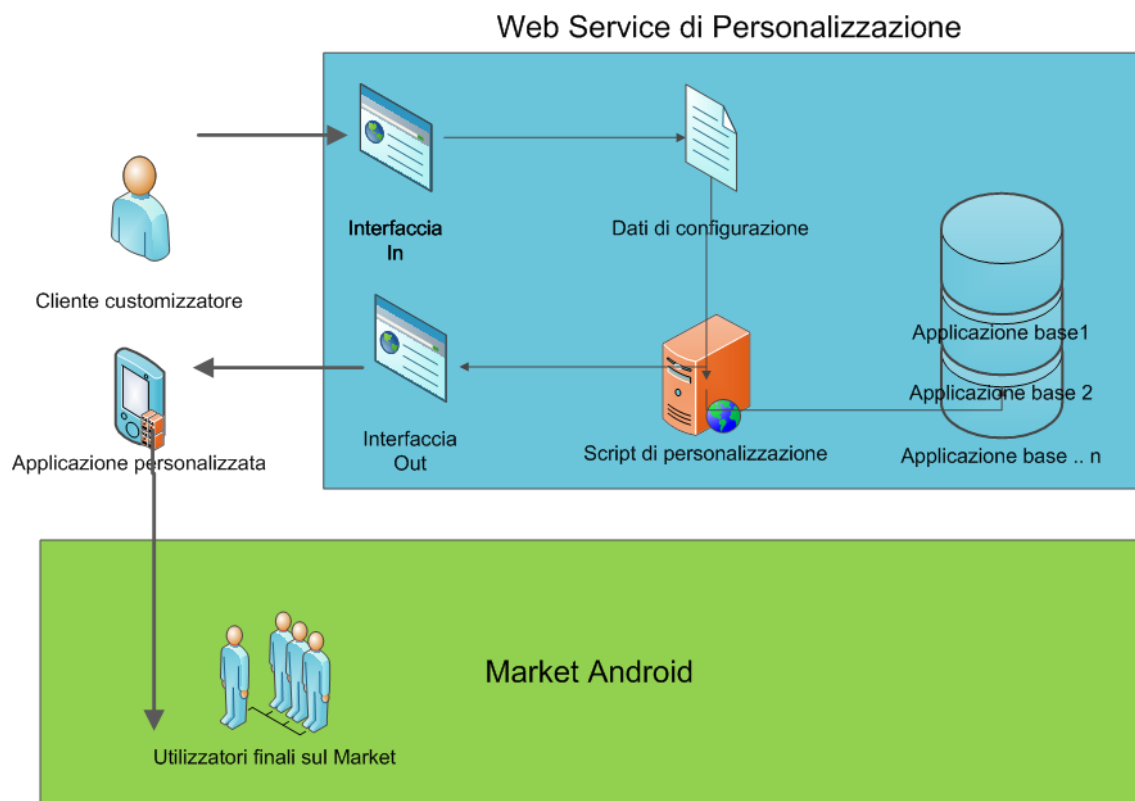 Web Service di Personalizzazione
Interfaccia
In
Dati di configurazione
Cliente customizzatore
Applicazione base1
Applicazione base 2
Applicazione base .. n
Interfaccia
Out
Script di personalizzazione
Applicazione personalizzata
Market Android
Utilizzatori finali sul Market